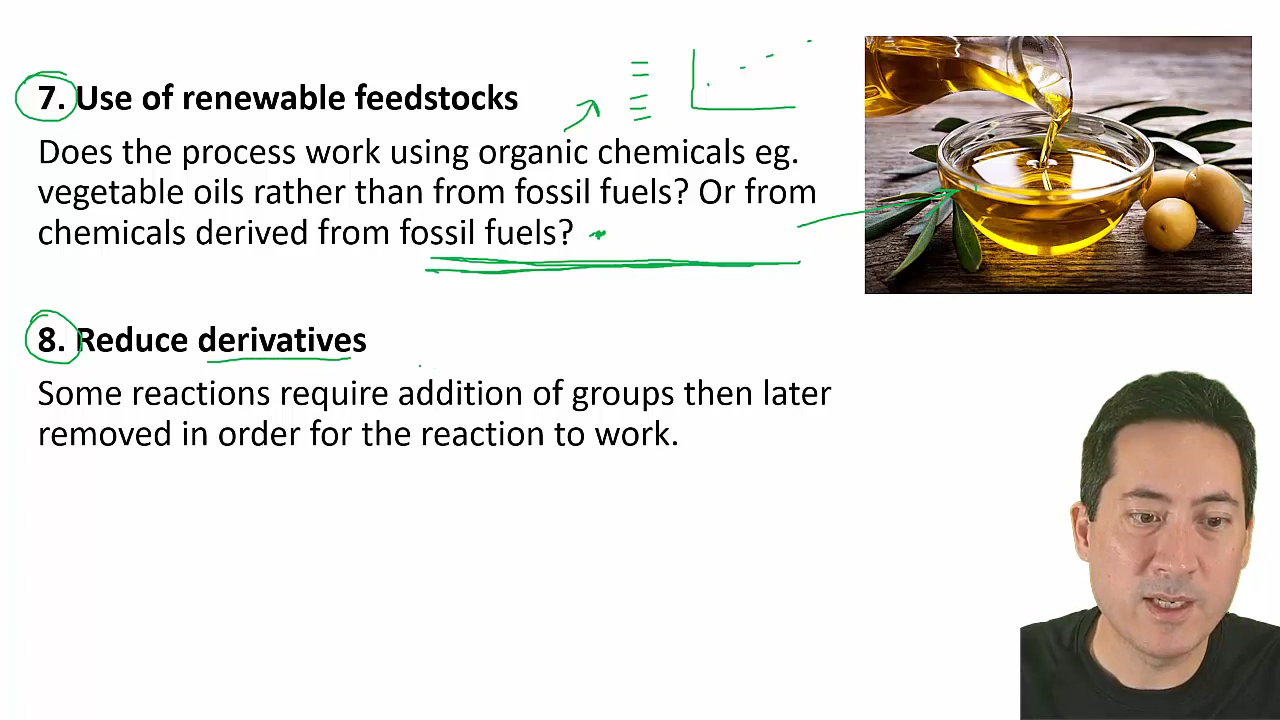 7. Use of renewable feedstocks
Does the process work using organic chemicals eg.
vegetable oils rather than from fossil fuels? Or from
chemicals derived from fossil fuels?
8. Reduce derivatives
Some reactions require addition of groups then later
removed in order for the reaction to work.